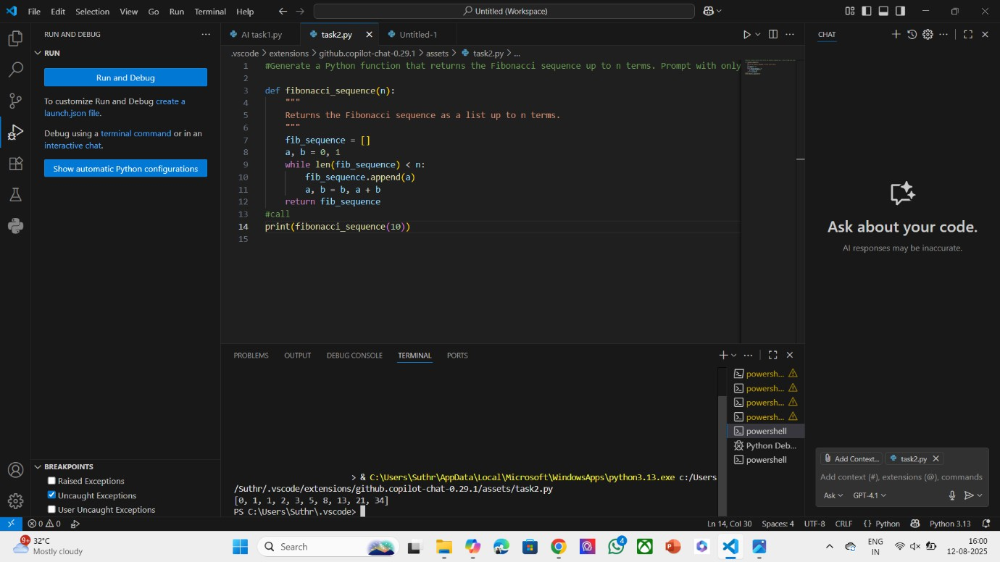 File Edit Selection View Go Run Terminal Help
Untitled (Workspace)
RUN AND DEBUG
RUN
Run and Debug
To customize Run and Debug create a
launch.json file.
Debug using a terminal command or in an
interactive chat.
Show automatic Python configurations
BREAKPOINTS
Raised Exceptions
Uncaught Exceptions
User Uncaught Exceptions
AI task1.py task2.py Untitled-1
.vscode > extensions > github.copilot-chat-0.29.1 > assets > task2.py > ...
1 #Generate a Python function that returns the Fibonacci sequence up to n terms. Prompt with only
2
3 def fibonacci_sequence(n):
4 """
5 Returns the Fibonacci sequence as a list up to n terms.
6 """
7 fib_sequence = []
8 a, b = 0, 1
9 while len(fib_sequence) < n:
10 fib_sequence.append(a)
11 a, b = b, a + b
12 return fib_sequence
13 #call
14 print(fibonacci_sequence(10))
15
PROBLEMS OUTPUT DEBUG CONSOLE TERMINAL PORTS
> & C:\Users\Suthr\AppData\Local\Microsoft\WindowsApps\python3.13.exe c:/Users
/Suthr/.vscode/extensions/github.copilot-chat-0.29.1/assets/task2.py
[0, 1, 1, 2, 3, 5, 8, 13, 21, 34]
PS C:\Users\Suthr\.vscode>
powersh...
powersh...
powersh...
powersh...
powershell
Python Deb...
powershell
CHAT
Ask about your code.
AI responses may be inaccurate.
Add Context... task2.py
Add context (#), extensions (@), commands
Ask GPT-4.1
0 0
Ln 14, Col 30 Spaces: 4 UTF-8 CRLF {} Python Python 3.13
9+ 32°C
Mostly cloudy
Search
4
ENG
IN
16:00
12-08-2025